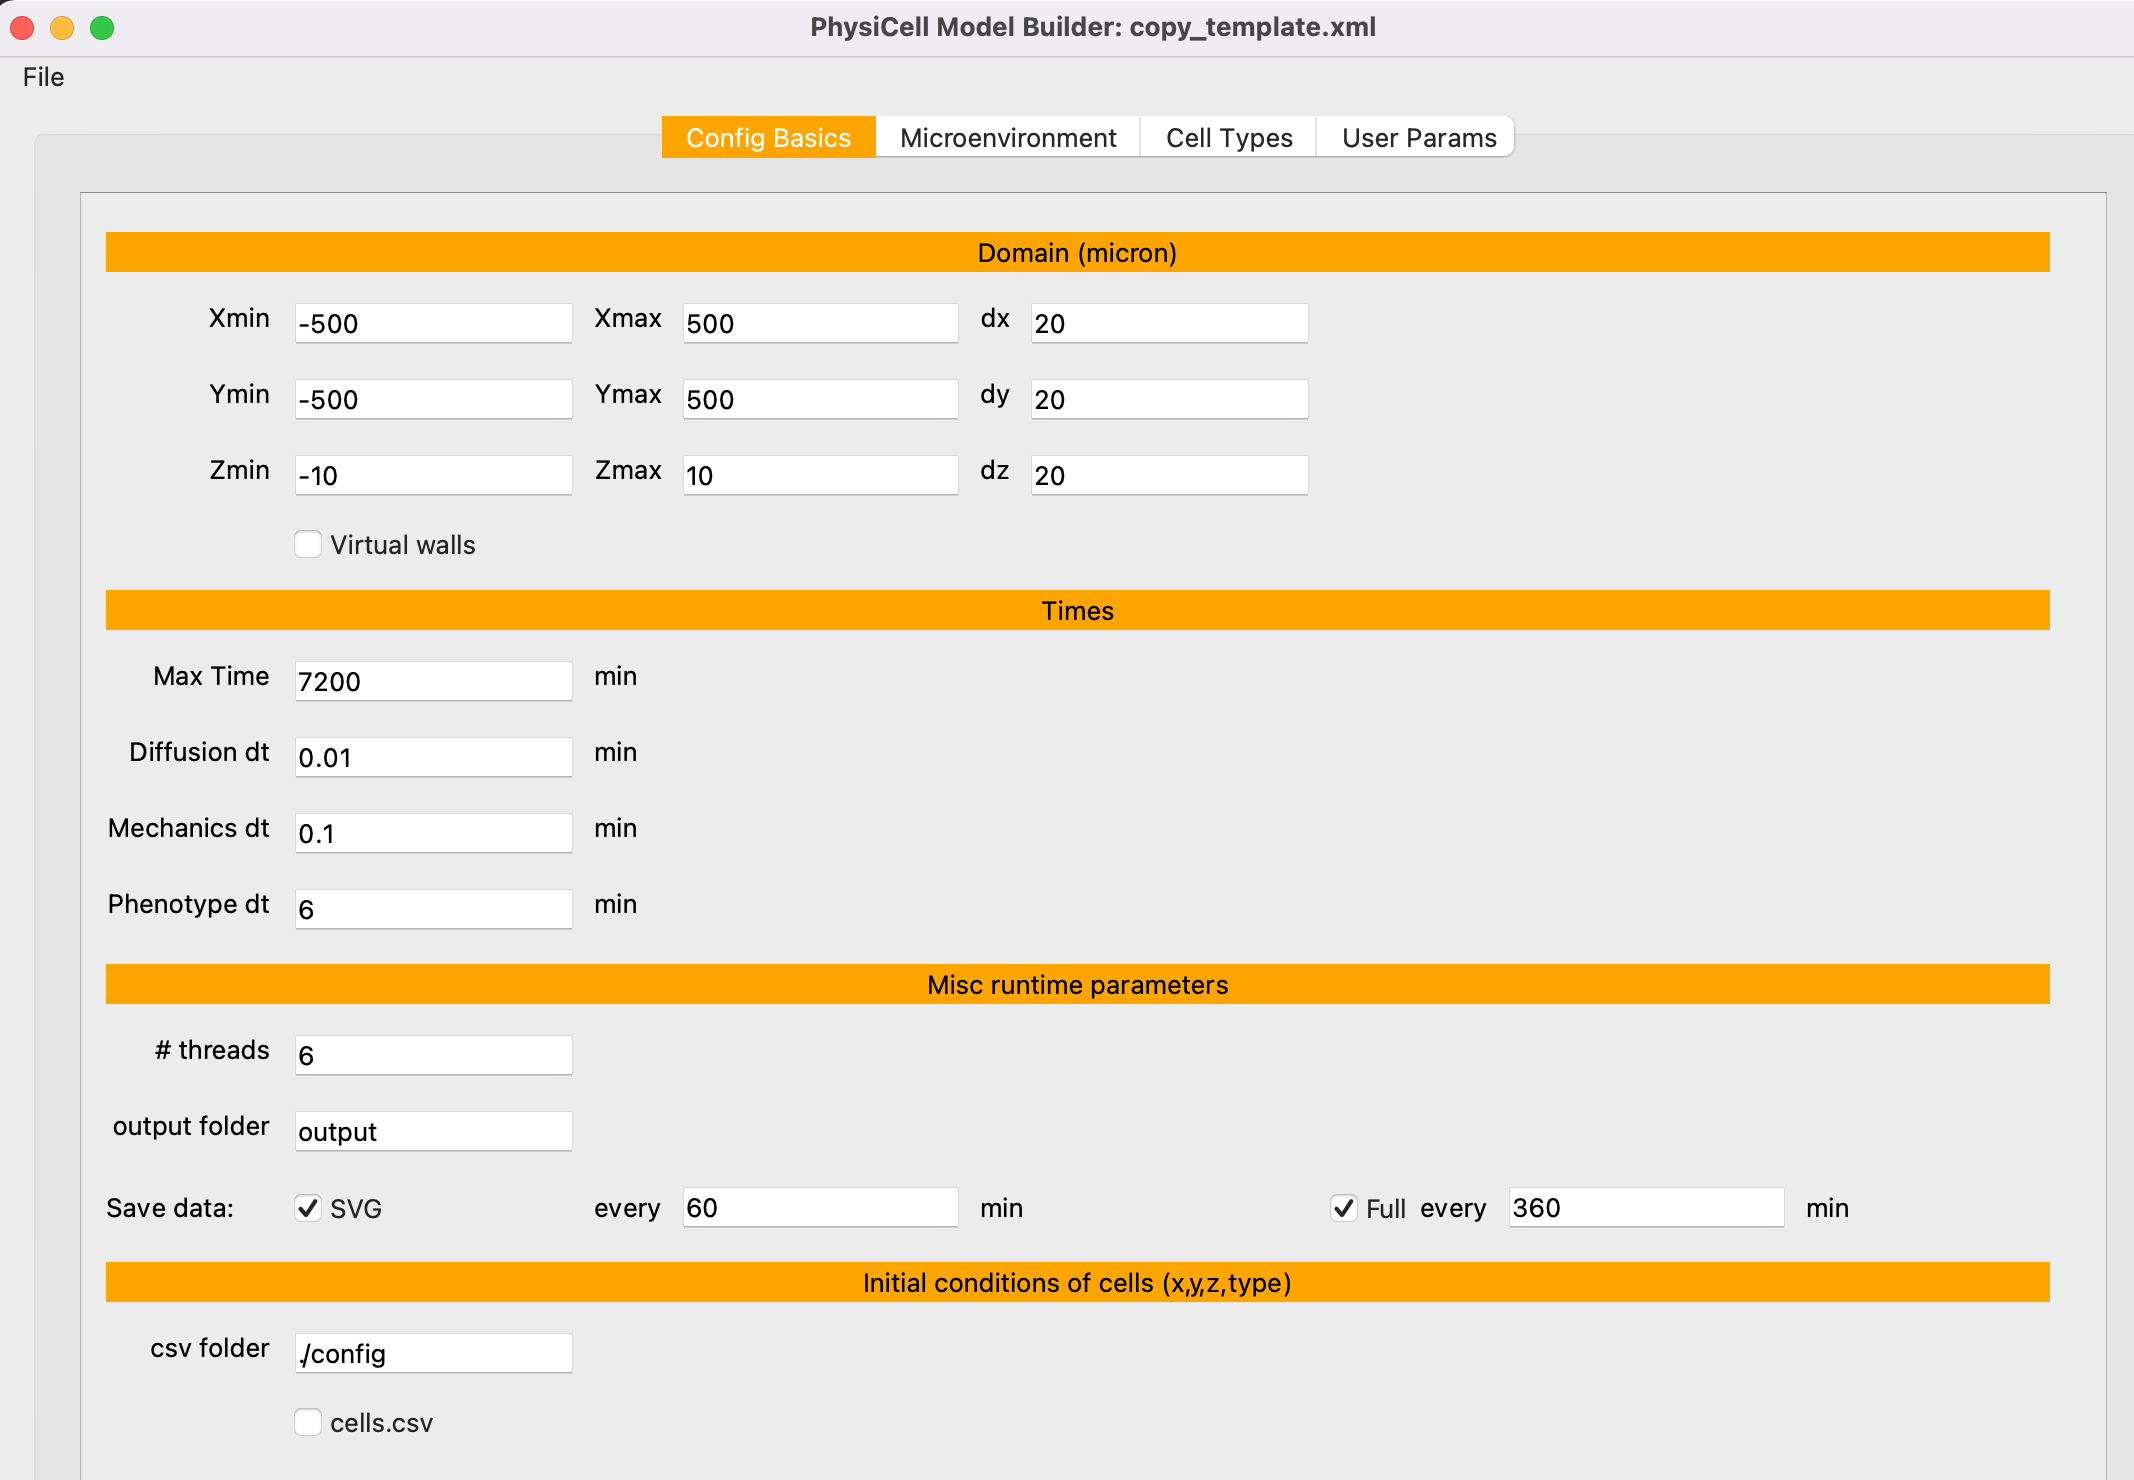 PhysiCell Model Builder: copy_template.xml
File
Config Basics Microenvironment Cell Types User Params
Domain (micron)
Xmin -500 Xmax 500 dx 20
Ymin -500 Ymax 500 dy 20
Zmin -10 Zmax 10 dz 20
Virtual walls
Times
Max Time 7200 min
Diffusion dt 0.01 min
Mechanics dt 0.1 min
Phenotype dt 6 min
Misc runtime parameters
# threads 6
output folder output
Save data: SVG every 60 min Full every 360 min
Initial conditions of cells (x,y,z,type)
csv folder ./config
cells.csv